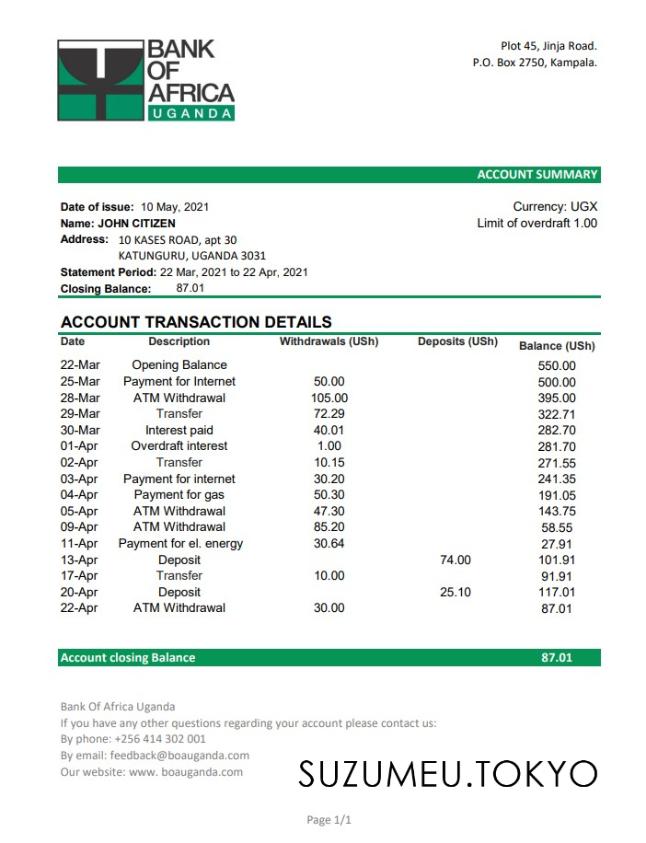 BANK
OF
AFRICA
UGANDA
Plot 45, Jinja Road.
P.O. Box 2750, Kampala.
ACCOUNT SUMMARY
Date of issue: 10 May, 2021
Name: JOHN CITIZEN
Address: 10 KASES ROAD, apt 30
KATUNGURU, UGANDA 3031
Statement Period: 22 Mar, 2021 to 22 Apr, 2021
Closing Balance: 87.01
Currency: UGX
Limit of overdraft 1.00
ACCOUNT TRANSACTION DETAILS
Date Description Withdrawals (USh) Deposits (USh) Balance (USh)
22-Mar Opening Balance 550.00
25-Mar Payment for Internet 50.00 500.00
28-Mar ATM Withdrawal 105.00 395.00
29-Mar Transfer 72.29 322.71
30-Mar Interest paid 40.01 282.70
01-Apr Overdraft interest 1.00 281.70
02-Apr Transfer 10.15 271.55
03-Apr Payment for internet 30.20 241.35
04-Apr Payment for gas 50.30 191.05
05-Apr ATM Withdrawal 47.30 143.75
09-Apr ATM Withdrawal 85.20 58.55
11-Apr Payment for el. energy 30.64 27.91
13-Apr Deposit 74.00 101.91
17-Apr Transfer 10.00 91.91
20-Apr Deposit 25.10 117.01
22-Apr ATM Withdrawal 30.00 87.01
Account closing Balance 87.01
Bank Of Africa Uganda
If you have any other questions regarding your account please contact us:
By phone: +256 414 302 001
By email: feedback@boauganda.com
Our website: www. boauganda.com
SUZUMEU.TOKYO
Page 1/1